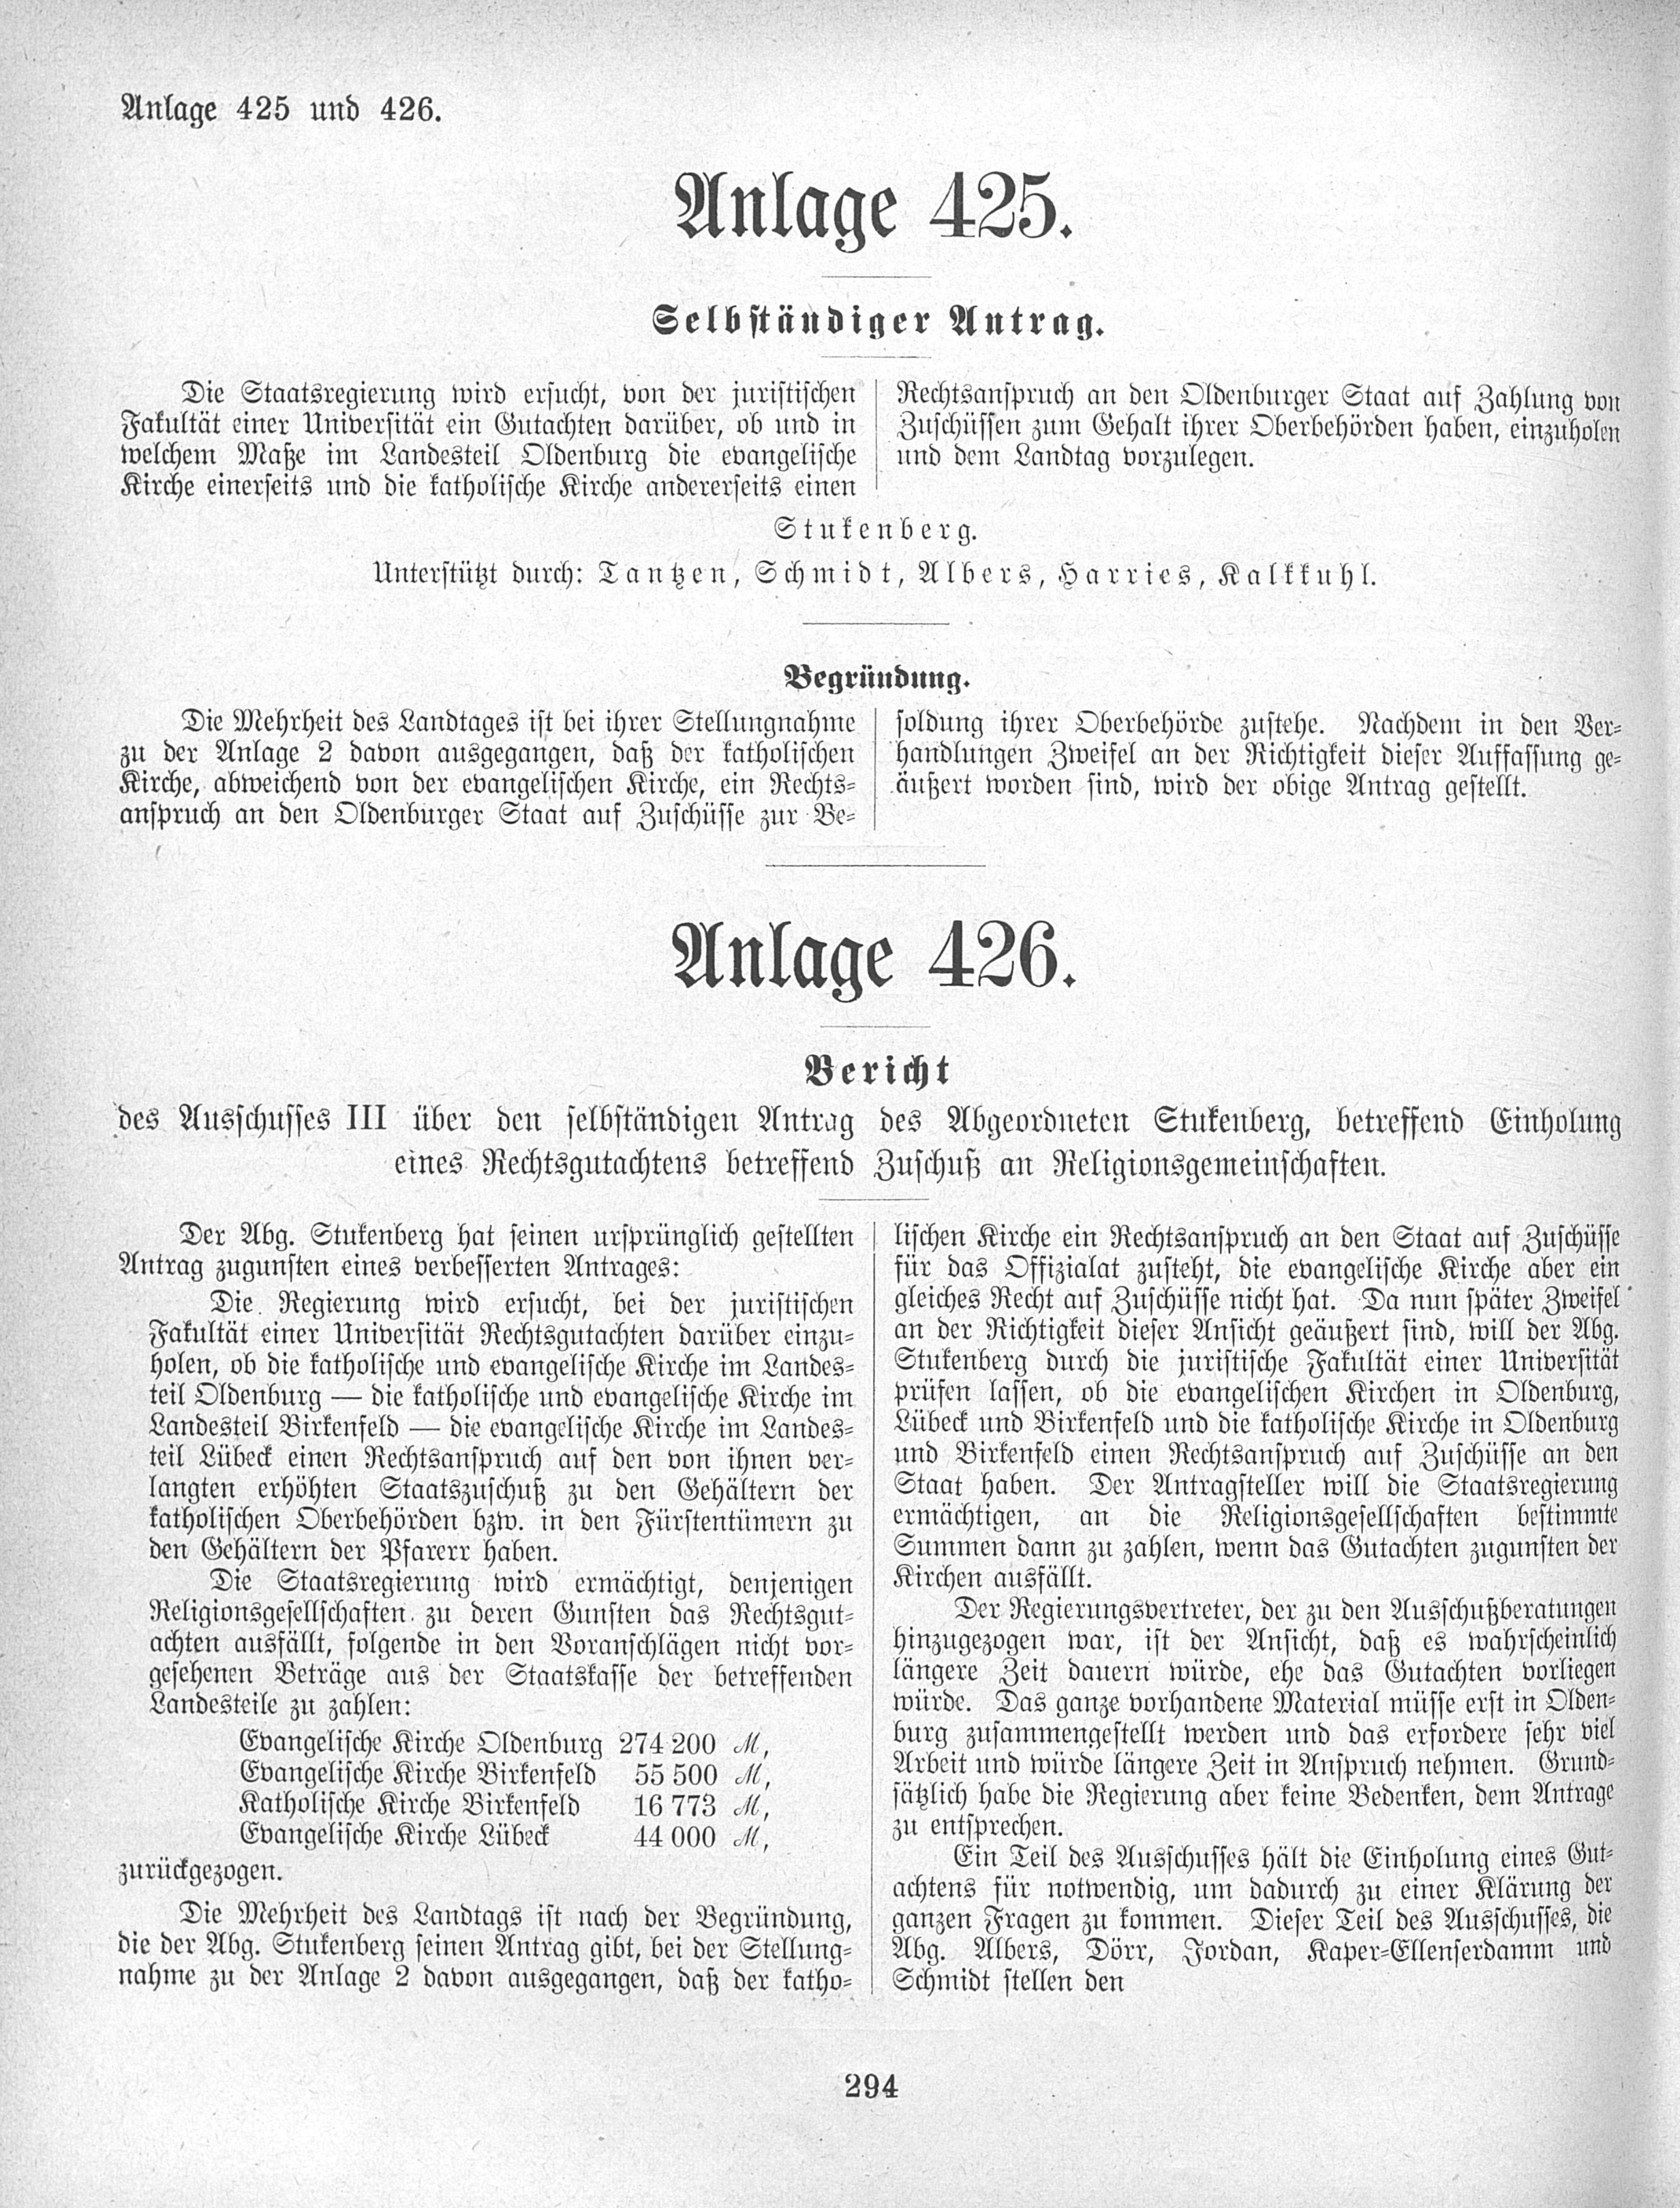 Anlage 425 und 426.
Anlage 425.
Selbständiger Antrag.
Die Staatsregierung wird ersucht, von der juristischen
Fakultät einer Universität ein Gutachten darüber, ob und in
welchem Maße im Landesteil Oldenburg die evangelische
Kirche einerseits und die katholische Kirche andererseits einen
Rechtsanspruch an den Oldenburger Staat auf Zahlung von
Zuschüssen zum Gehalt ihrer Oberbehörden haben, einzuholen
und dem Landtag vorzulegen.
Stukenberg.
Unterstützt durch: Tantzen, Schmidt, Albers, Harries, Kalkkuhl.
Begründung.
Die Mehrheit des Landtages ist bei ihrer Stellungnahme
zu der Anlage 2 davon ausgegangen, daß der katholischen
Kirche, abweichend von der evangelischen Kirche, ein Rechts-
anspruch an den Oldenburger Staat auf Zuschüsse zur Be-
soldung ihrer Oberbehörde zustehe. Nachdem in den Ver-
handlungen Zweifel an der Richtigkeit dieser Auffassung ge-
äußert worden sind, wird der obige Antrag gestellt.
Anlage 426.
Bericht
des Ausschusses III über den selbständigen Antrag des Abgeordneten Stukenberg, betreffend Einholung
eines Rechtsgutachtens betreffend Zuschuß an Religionsgemeinschaften.
Der Abg. Stukenberg hat seinen ursprünglich gestellten
Antrag zugunsten eines verbesserten Antrages:
Die Regierung wird ersucht, bei der juristischen
Fakultät einer Universität Rechtsgutachten darüber einzu-
holen, ob die katholische und evangelische Kirche im Landes-
teil Oldenburg — die katholische und evangelische Kirche im
Landesteil Birkenfeld — die evangelische Kirche im Landes-
teil Lübeck einen Rechtsanspruch auf den von ihnen ver-
langten erhöhten Staatszuschuß zu den Gehältern der
katholischen Oberbehörden bzw. in den Fürstentümern zu
den Gehältern der Pfarerr haben.
Die Staatsregierung wird ermächtigt, denjenigen
Religionsgesellschaften. zu deren Gunsten das Rechtsgut-
achten ausfällt, folgende in den Voranschlägen nicht vor-
gesehenen Beträge aus der Staatskasse der betreffenden
Landesteile zu zahlen:
Evangelische Kirche Oldenburg 274 200 ℳ,
Evangelische Kirche Birkenfeld 55 500 ℳ,
Katholische Kirche Birkenfeld 16 773 ℳ,
Evangelische Kirche Lübeck 44 000 ℳ,
zurückgezogen.
Die Mehrheit des Landtags ist nach der Begründung,
die der Abg. Stukenberg seinen Antrag gibt, bei der Stellung-
nahme zu der Anlage 2 davon ausgegangen, daß der katho-
lischen Kirche ein Rechtsanspruch an den Staat auf Zuschüsse
für das Offizialat zusteht, die evangelische Kirche aber ein
gleiches Recht auf Zuschüsse nicht hat. Da nun später Zweifel
an der Richtigkeit dieser Ansicht geäußert sind, will der Abg.
Stukenberg durch die juristische Fakultät einer Universität
prüfen lassen, ob die evangelischen Kirchen in Oldenburg,
Lübeck und Birkenfeld und die katholische Kirche in Oldenburg
und Birkenfeld einen Rechtsanspruch auf Zuschüsse an den
Staat haben. Der Antragsteller will die Staatsregierung
ermächtigen, an die Religionsgesellschaften bestimmte
Summen dann zu zahlen, wenn das Gutachten zugunsten der
Kirchen ausfällt.
Der Regierungsvertreter, der zu den Ausschußberatungen
hinzugezogen war, ist der Ansicht, daß es wahrscheinlich
längere Zeit dauern würde, ehe das Gutachten vorliegen
würde. Das ganze vorhandene Material müsse erst in Olden-
burg zusammengestellt werden und das erfordere sehr viel
Arbeit und würde längere Zeit in Anspruch nehmen. Grund-
sätzlich habe die Regierung aber keine Bedenken, dem Antrage
zu entsprechen.
Ein Teil des Ausschusses hält die Einholung eines Gut-
achtens für notwendig, um dadurch zu einer Klärung der
ganzen Fragen zu kommen. Dieser Teil des Ausschusses, die
Abg. Albers, Dörr, Jordan, Kaper-Ellenserdamm und
Schmidt stellen den
294